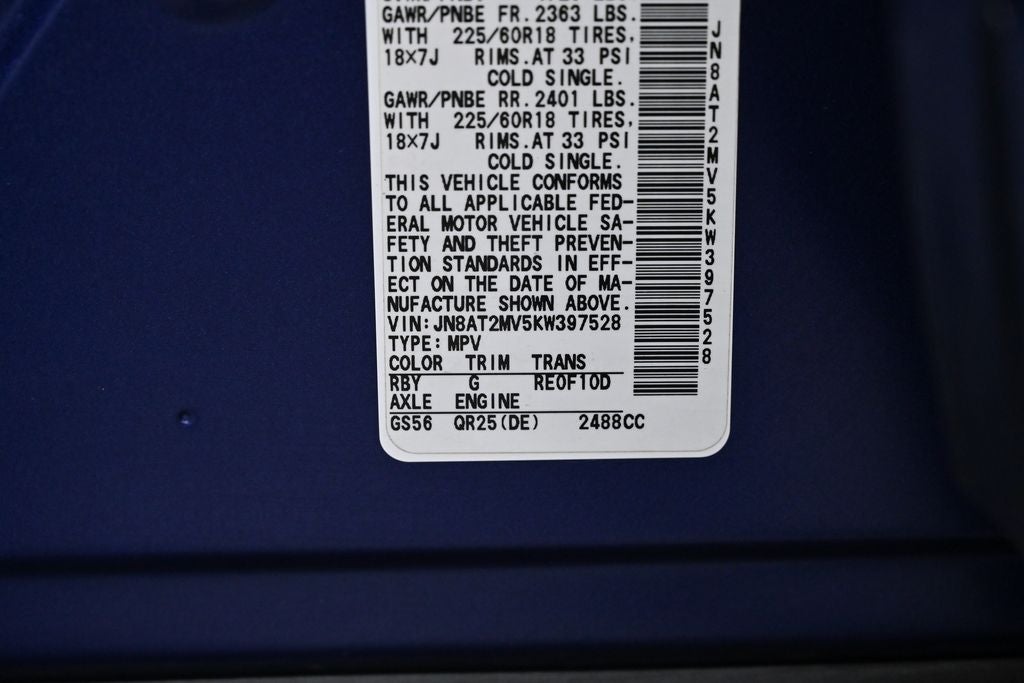 GAWR/PNBE FR. 2363 LBS.
WITH 225/60R18 TIRES,
18×7J RIMS. AT 33 PSI
COLD SINGLE.
GAWR/PNBE RR. 2401 LBS.
WITH 225/60R18 TIRES,
18×7J RIMS. AT 33 PSI
COLD SINGLE.
THIS VEHICLE CONFORMS
TO ALL APPLICABLE FED-
ERAL MOTOR VEHICLE SA-
FETY AND THEFT PREVEN-
TION STANDARDS IN EFF-
ECT ON THE DATE OF MA-
NUFACTURE SHOWN ABOVE.
VIN: JN8AT2MV5KW397528
TYPE: MPV
COLOR TRIM TRANS
RBY G RE0F10D
AXLE ENGINE
GS56 QR25(DE) 2488CC
JN8AT2MV5KW397528